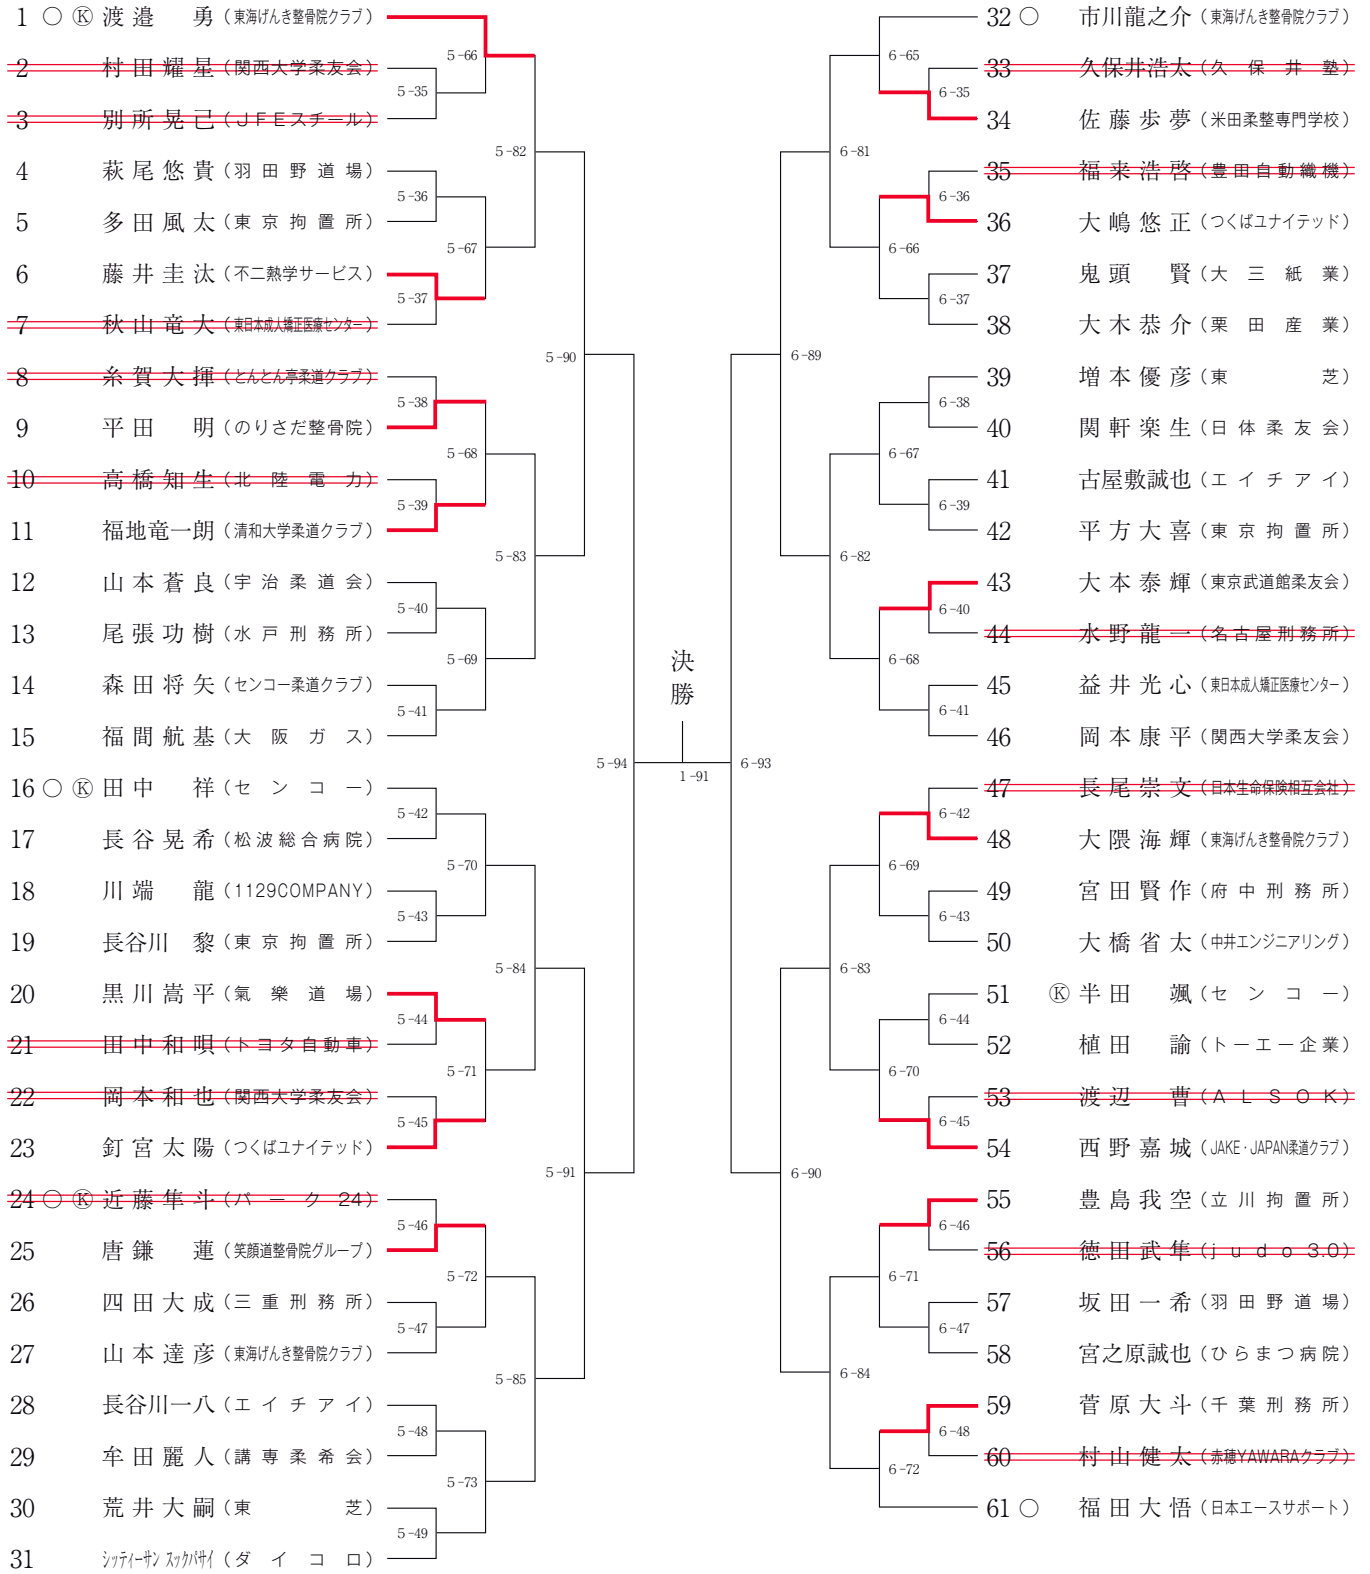 1 ○ Ⓚ 渡邉 勇（東海げんき整骨院クラブ）
2 村田耀星（関西大学柔友会）
3 別所晃己（JFEスチール）
4 萩尾悠貴（羽田野道場）
5 多田風太（東京拘置所）
6 藤井圭汰（不二熱学サービス）
7 秋山竜大（東日本成人矯正医療センター）
8 糸賀大揮（とんとん亭柔道クラブ）
9 平田 明（のりさだ整骨院）
10 高橋知生（北陸電力）
11 福地竜一朗（清和大学柔道クラブ）
12 山本蒼良（宇治柔道会）
13 尾張功樹（水戸刑務所）
14 森田将矢（センコー柔道クラブ）
15 福間航基（大阪ガス）
16 ○ Ⓚ 田中 祥（センコー）
17 長谷晃希（松波総合病院）
18 川端 龍（1129COMPANY）
19 長谷川 黎（東京拘置所）
20 黒川嵩平（氣樂道場）
21 田中和唄（トヨタ自動車）
22 岡本和也（関西大学柔友会）
23 釘宮太陽（つくばユナイテッド）
24 ○ Ⓚ 近藤隼斗（パーク24）
25 唐鎌 蓮（笑顔道整骨院グループ）
26 四田大成（三重刑務所）
27 山本達彦（東海げんき整骨院クラブ）
28 長谷川一八（エイチアイ）
29 牟田麗人（講専柔希会）
30 荒井大嗣（東芝）
31 シッティーサン スックパサイ（ダイコロ）
5-66
5-35
5-82
5-36
5-67
5-37
5-90
5-38
5-68
5-39
5-83
5-40
5-69
5-41
5-94
5-42
5-70
5-43
5-84
5-44
5-71
5-45
5-91
5-46
5-72
5-47
5-85
5-48
5-73
5-49
決勝
1-91
6-65
6-35
6-81
6-36
6-66
6-37
6-89
6-38
6-67
6-39
6-82
6-40
6-68
6-41
6-93
6-42
6-69
6-43
6-83
6-44
6-70
6-45
6-90
6-46
6-71
6-47
6-84
6-48
6-72
32 ○ 市川龍之介（東海げんき整骨院クラブ）
33 久保井浩太（久保井塾）
34 佐藤歩夢（米田柔整専門学校）
35 福来浩啓（豊田自動織機）
36 大嶋悠正（つくばユナイテッド）
37 鬼頭 賢（大三紙業）
38 大木恭介（栗田産業）
39 増本優彦（東芝）
40 関軒楽生（日体柔友会）
41 古屋敷誠也（エイチアイ）
42 平方大喜（東京拘置所）
43 大本泰輝（東京武道館柔友会）
44 水野龍一（名古屋刑務所）
45 益井光心（東日本成人矯正医療センター）
46 岡本康平（関西大学柔友会）
47 長尾崇文（日本生命保険相互会社）
48 大隈海輝（東海げんき整骨院クラブ）
49 宮田賢作（府中刑務所）
50 大橋省太（中井エンジニアリング）
51 Ⓚ 半田 颯（センコー）
52 植田 諭（トーエー企業）
53 渡辺 曹（ALSOK）
54 西野嘉城（JAKE・JAPAN柔道クラブ）
55 豊島我空（立川拘置所）
56 徳田武隼（judo3.0）
57 坂田一希（羽田野道場）
58 宮之原誠也（ひらまつ病院）
59 菅原大斗（千葉刑務所）
60 村山健太（赤穂YAWARAクラブ）
61 ○ 福田大悟（日本エースサポート）